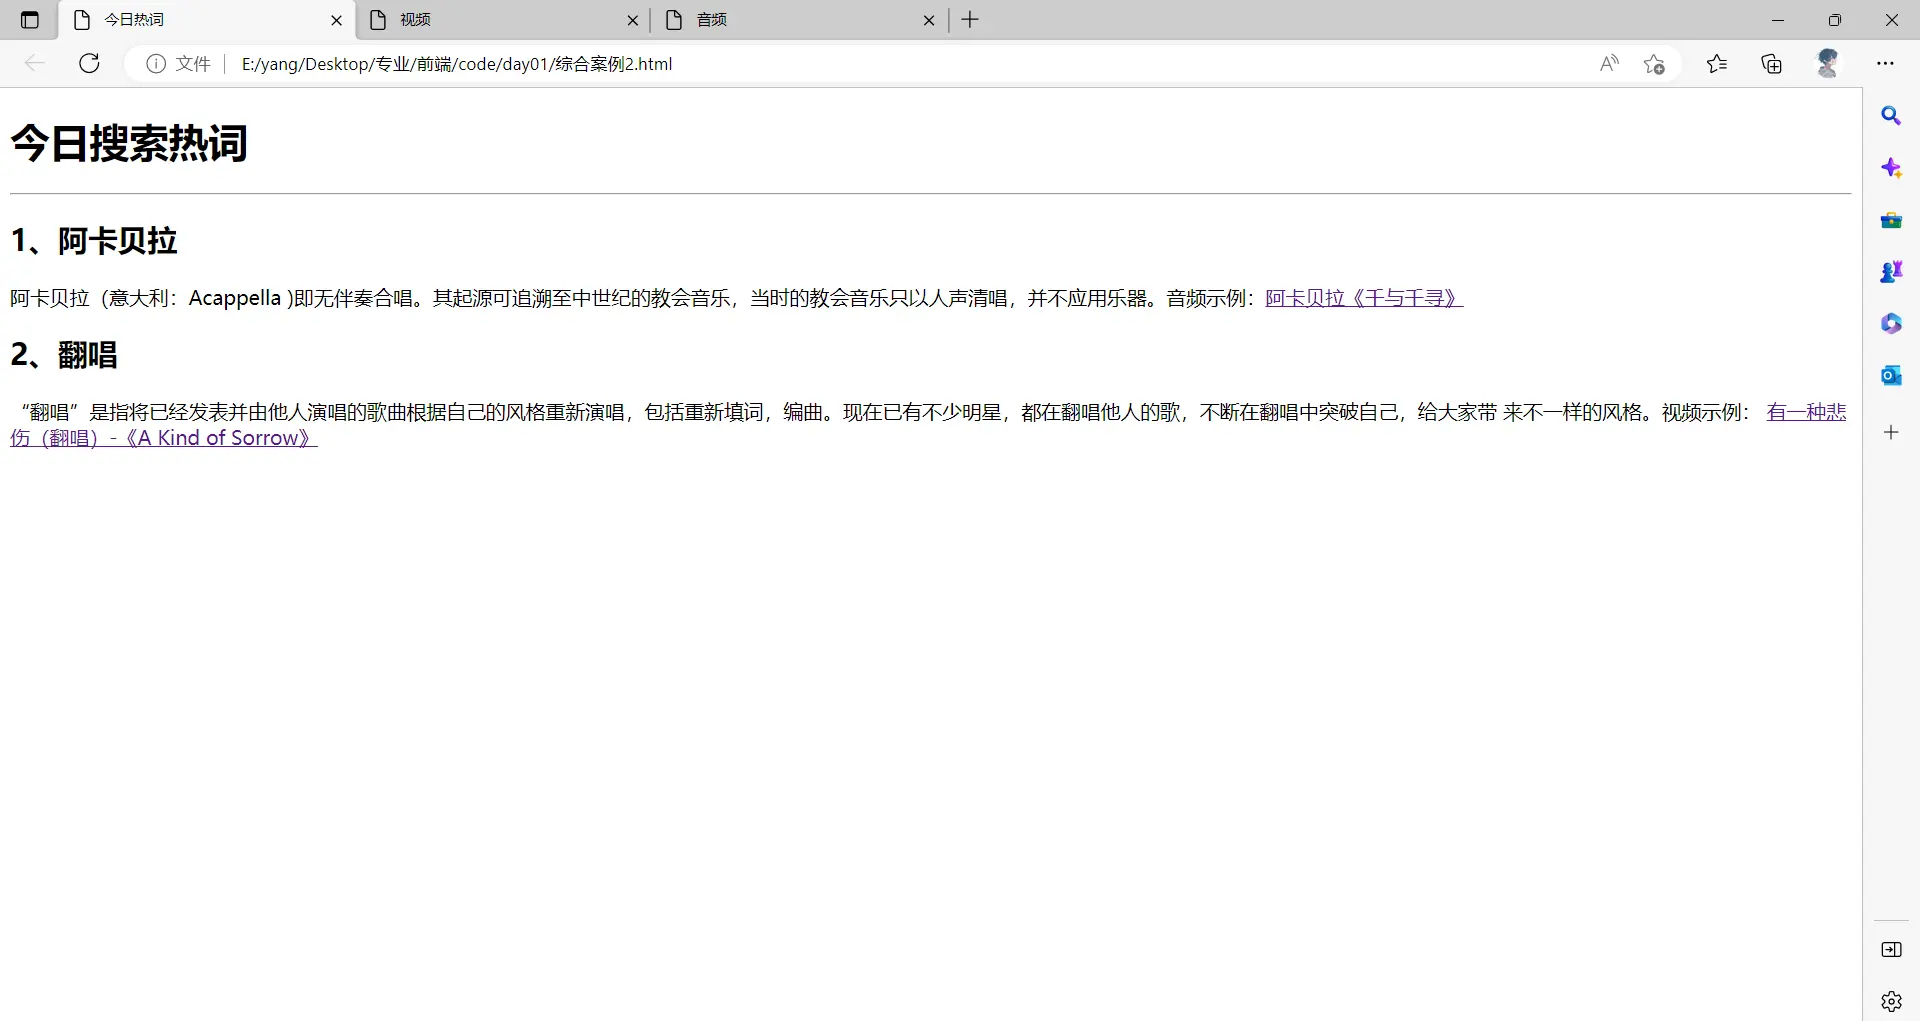 今日热词
视频
音频
文件
E:/yang/Desktop/专业/前端/code/day01/综合案例2.html
今日搜索热词
1、阿卡贝拉
阿卡贝拉（意大利：Acappella )即无伴奏合唱。其起源可追溯至中世纪的教会音乐，当时的教会音乐只以人声清唱，并不应用乐器。音频示例：阿卡贝拉《千与千寻》
2、翻唱
“翻唱”是指将已经发表并由他人演唱的歌曲根据自己的风格重新演唱，包括重新填词，编曲。现在已有不少明星，都在翻唱他人的歌，不断在翻唱中突破自己，给大家带 来不一样的风格。视频示例： 有一种悲
伤（翻唱）-《A Kind of Sorrow》